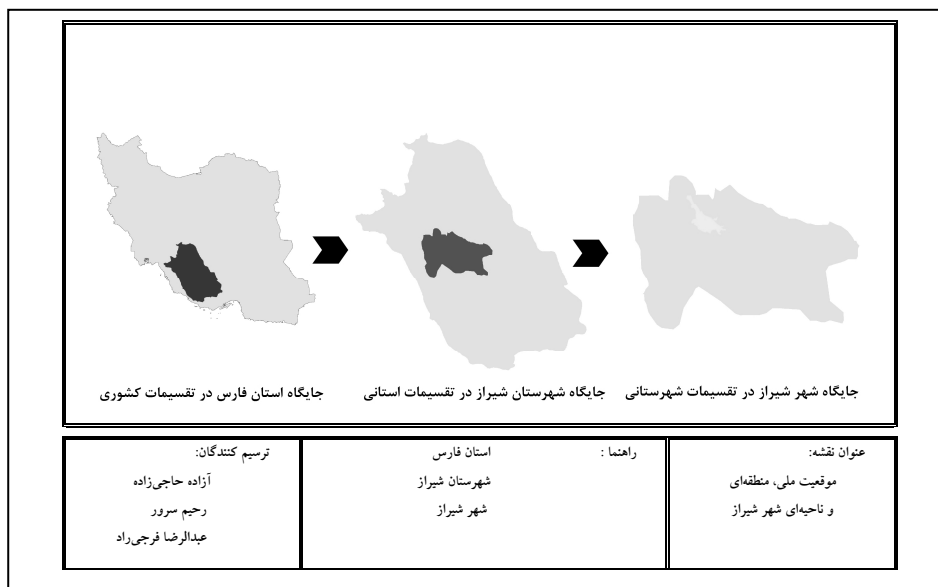 جایگاه شهر شیراز در تقسیمات شهرستانی
جایگاه شهرستان شیراز در تقسیمات استانی
جایگاه استان فارس در تقسیمات کشوری
عنوان نقشه:
موقعیت ملی، منطقه‌ای
و ناحیه‌ای شهر شیراز
راهنما :
استان فارس
شهرستان شیراز
شهر شیراز
ترسیم کنندگان:
آزاده حاجی‌زاده
رحیم سرور
عبدالرضا فرجی‌راد